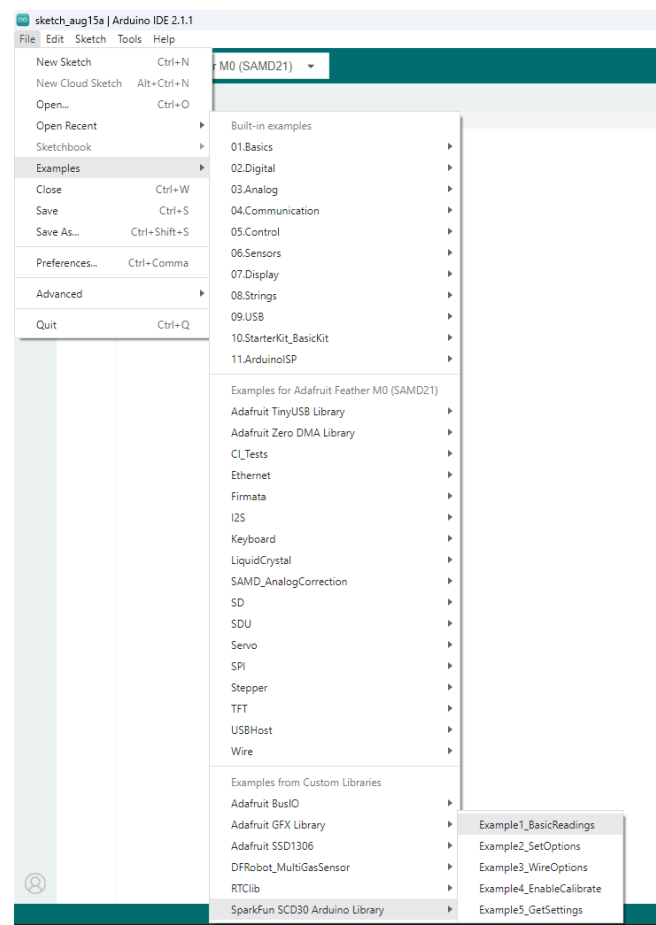 sketch_aug15a | Arduino IDE 2.1.1
File Edit Sketch Tools Help
New Sketch Ctrl+N
New Cloud Sketch Alt+Ctrl+N
Open... Ctrl+O
Open Recent
Sketchbook
Examples
Close Ctrl+W
Save Ctrl+S
Save As... Ctrl+Shift+S
Preferences... Ctrl+Comma
Advanced
Quit Ctrl+Q
M0 (SAMD21)
Built-in examples
01.Basics
02.Digital
03.Analog
04.Communication
05.Control
06.Sensors
07.Display
08.Strings
09.USB
10.StarterKit_BasicKit
11.ArduinoISP
Examples for Adafruit Feather M0 (SAMD21)
Adafruit TinyUSB Library
Adafruit Zero DMA Library
CI_Tests
Ethernet
Firmata
I2S
Keyboard
LiquidCrystal
SAMD_AnalogCorrection
SD
SDU
Servo
SPI
Stepper
TFT
USBHost
Wire
Examples from Custom Libraries
Adafruit BusIO
Adafruit GFX Library
Adafruit SSD1306
DFRobot_MultiGasSensor
RTClib
SparkFun SCD30 Arduino Library
Example1_BasicReadings
Example2_SetOptions
Example3_WireOptions
Example4_EnableCalibrate
Example5_GetSettings